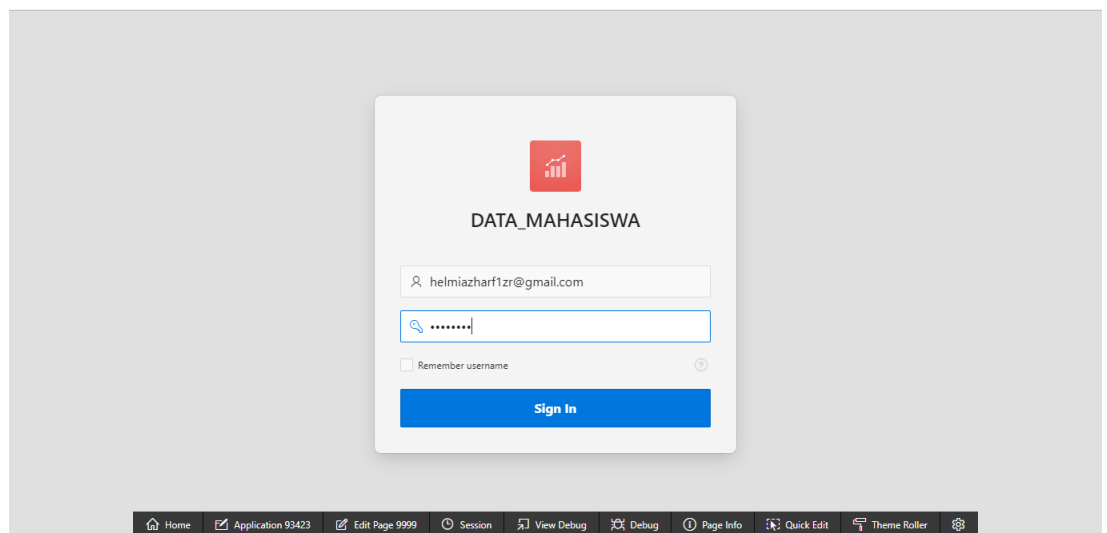 DATA_MAHASISWA
helmiazharf1zr@gmail.com
••••••••
Remember username
Sign In
Home Application 93423 Edit Page 9999 Session View Debug Debug Page Info Quick Edit Theme Roller